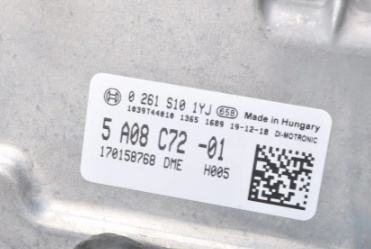 0 261 S10 1YJ 658 Made in Hungary
1039T44010 1365 1689 19-12-18 DI-MOTRONIC
5 A08 C72 -01
170158768 DME H005